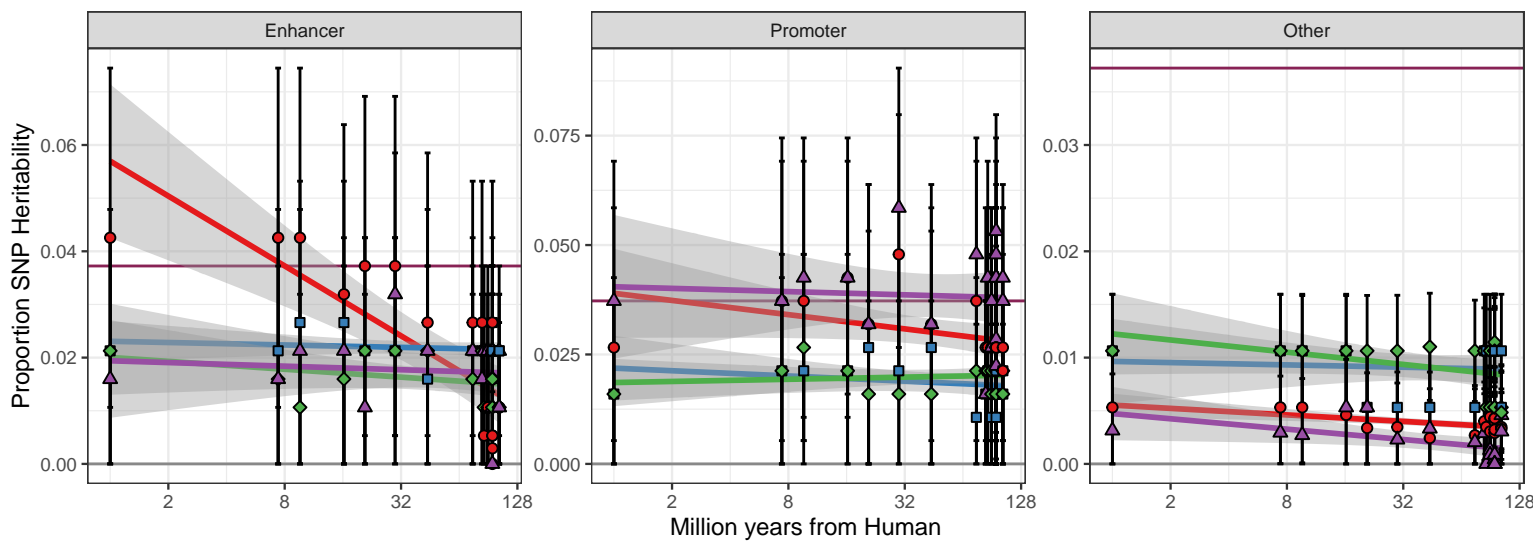 Enhancer
Promoter
Other
Proportion SNP Heritability
0.06
0.04
0.02
0.00
0.075
0.050
0.025
0.000
0.03
0.02
0.01
0.00
2 8 32 128
2 8 32 128
2 8 32 128
Million years from Human